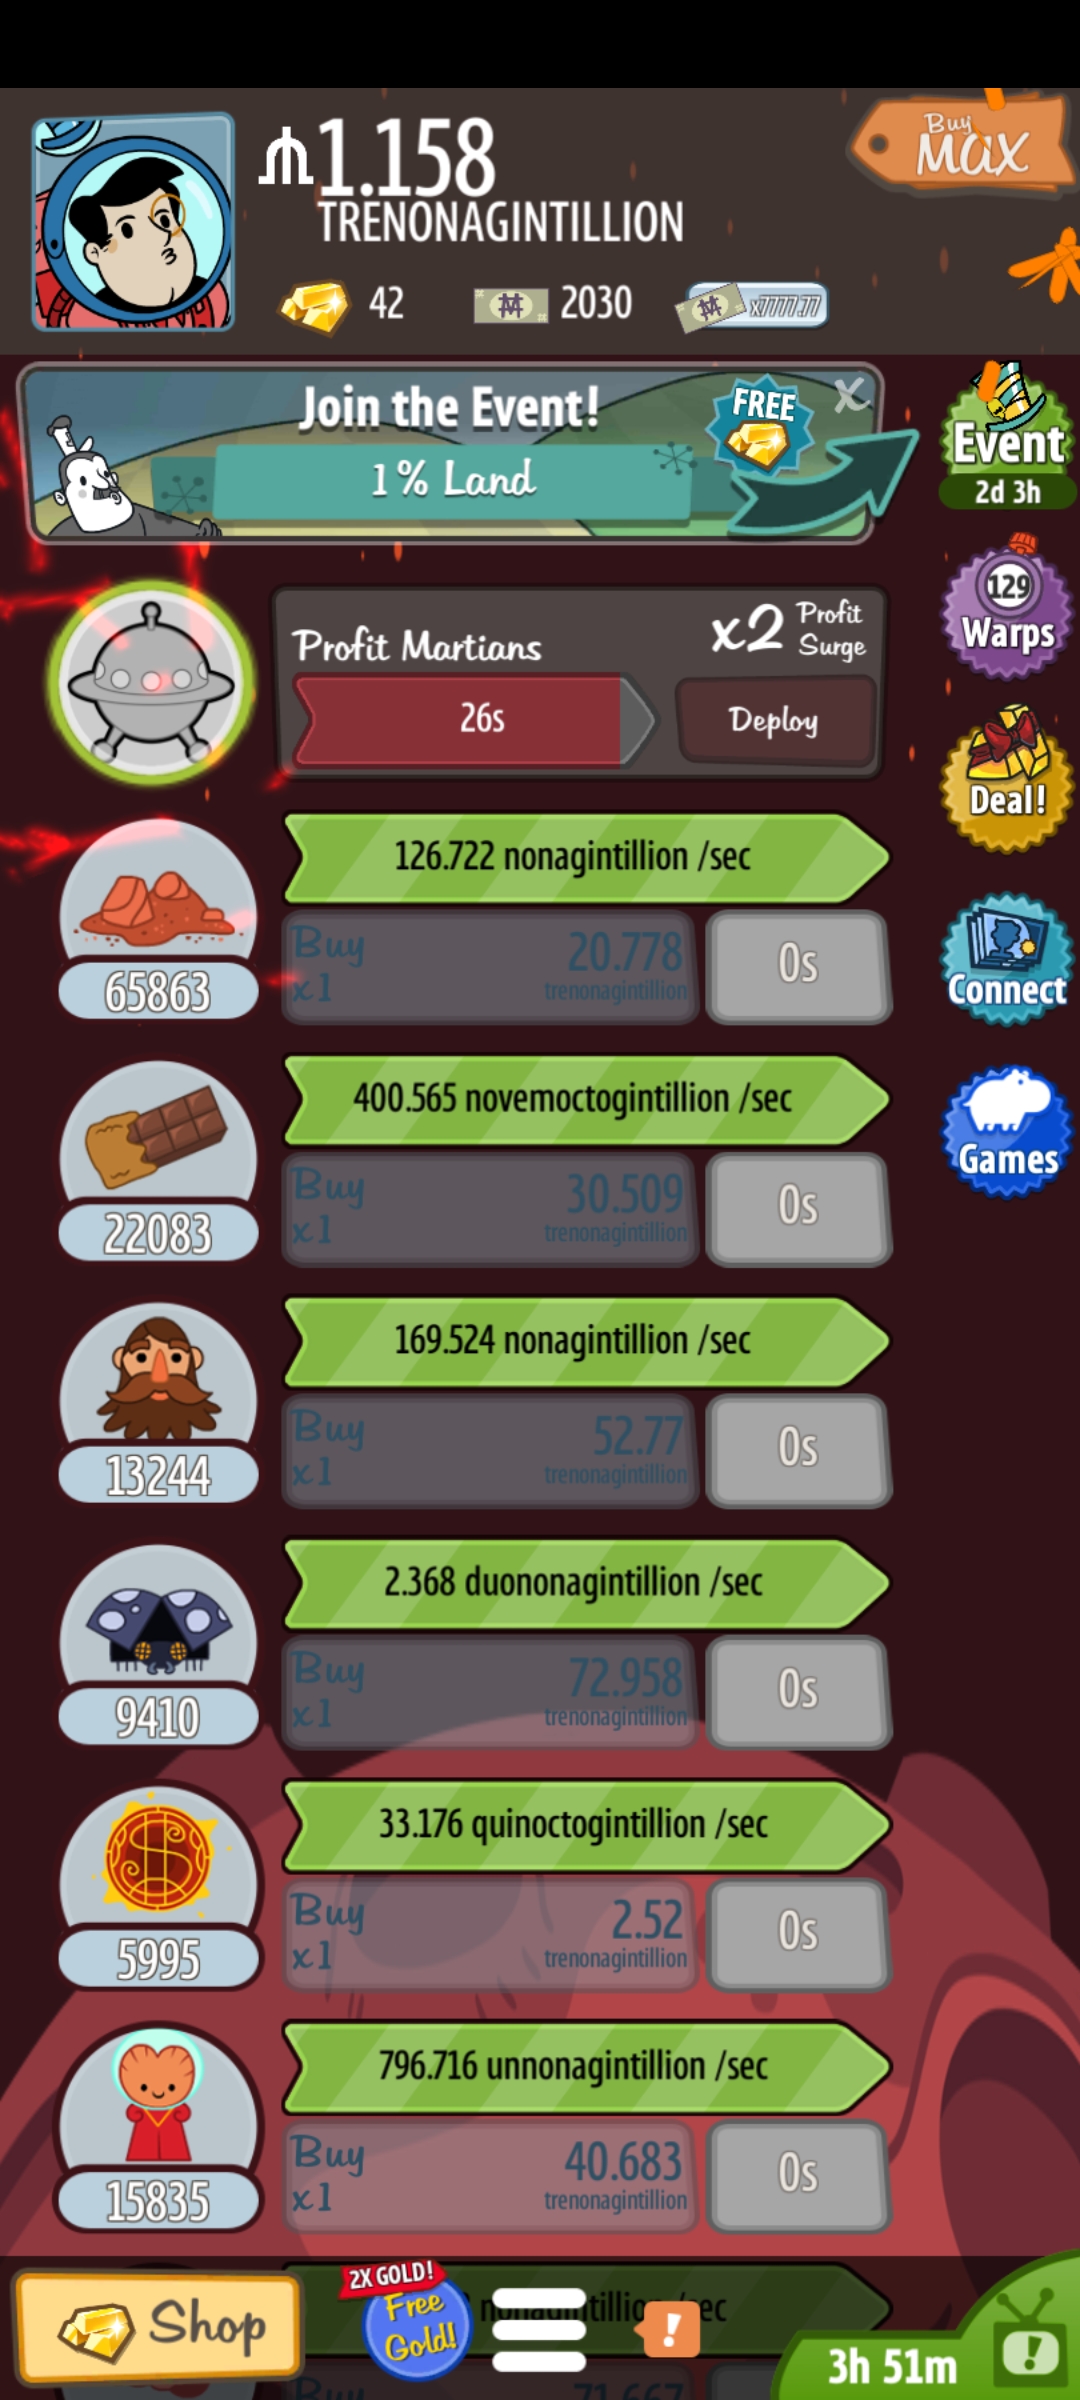 Buy
Max
1.158
TRENONAGINTILLION
42
2030
x7777.77
Join the Event!
1% Land
FREE
X
Event
2d 3h
Profit Martians
x2 Profit
Surge
26s
Deploy
129
Warps
Deal!
126.722 nonagintillion /sec
65863
Buy
x1
20.778
trenonagintillion
0s
Connect
400.565 novemoctogintillion /sec
22083
Buy
x1
30.509
trenonagintillion
0s
Games
169.524 nonagintillion /sec
13244
Buy
x1
52.77
trenonagintillion
0s
2.368 duononagintillion /sec
9410
Buy
x1
72.958
trenonagintillion
0s
33.176 quinoctogintillion /sec
5995
Buy
x1
2.52
trenonagintillion
0s
796.716 unnonagintillion /sec
15835
Buy
x1
40.683
trenonagintillion
0s
Shop
2X GOLD!
Free
Gold!
!
3h 51m
!
Buy
71.667